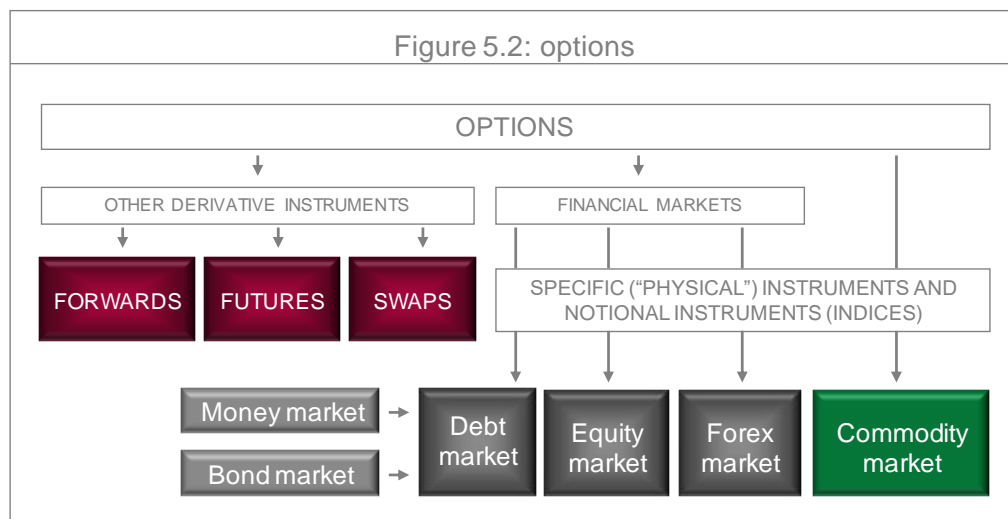 Figure 5.2: options
OPTIONS
OTHER DERIVATIVE INSTRUMENTS
FINANCIAL MARKETS
FORWARDS
FUTURES
SWAPS
SPECIFIC (“PHYSICAL”) INSTRUMENTS AND
NOTIONAL INSTRUMENTS (INDICES)
Money market
Bond market
Debt
market
Equity
market
Forex
market
Commodity
market